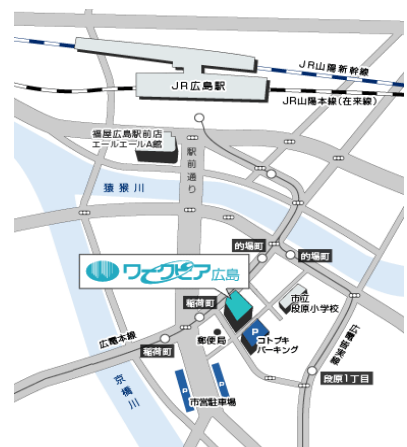 JR山陽新幹線
JR広島駅
JR山陽本線(在来線)
福屋広島駅前店
エールエールA館
駅前通り
猿猴川
的場町
的場町
ワークピア広島
市立
段原小学校
稲荷町
広電本線
郵便局
P
コトブキ
パーキング
広電皆実線
稲荷町
段原1丁目
京橋川
P
P
市営駐車場